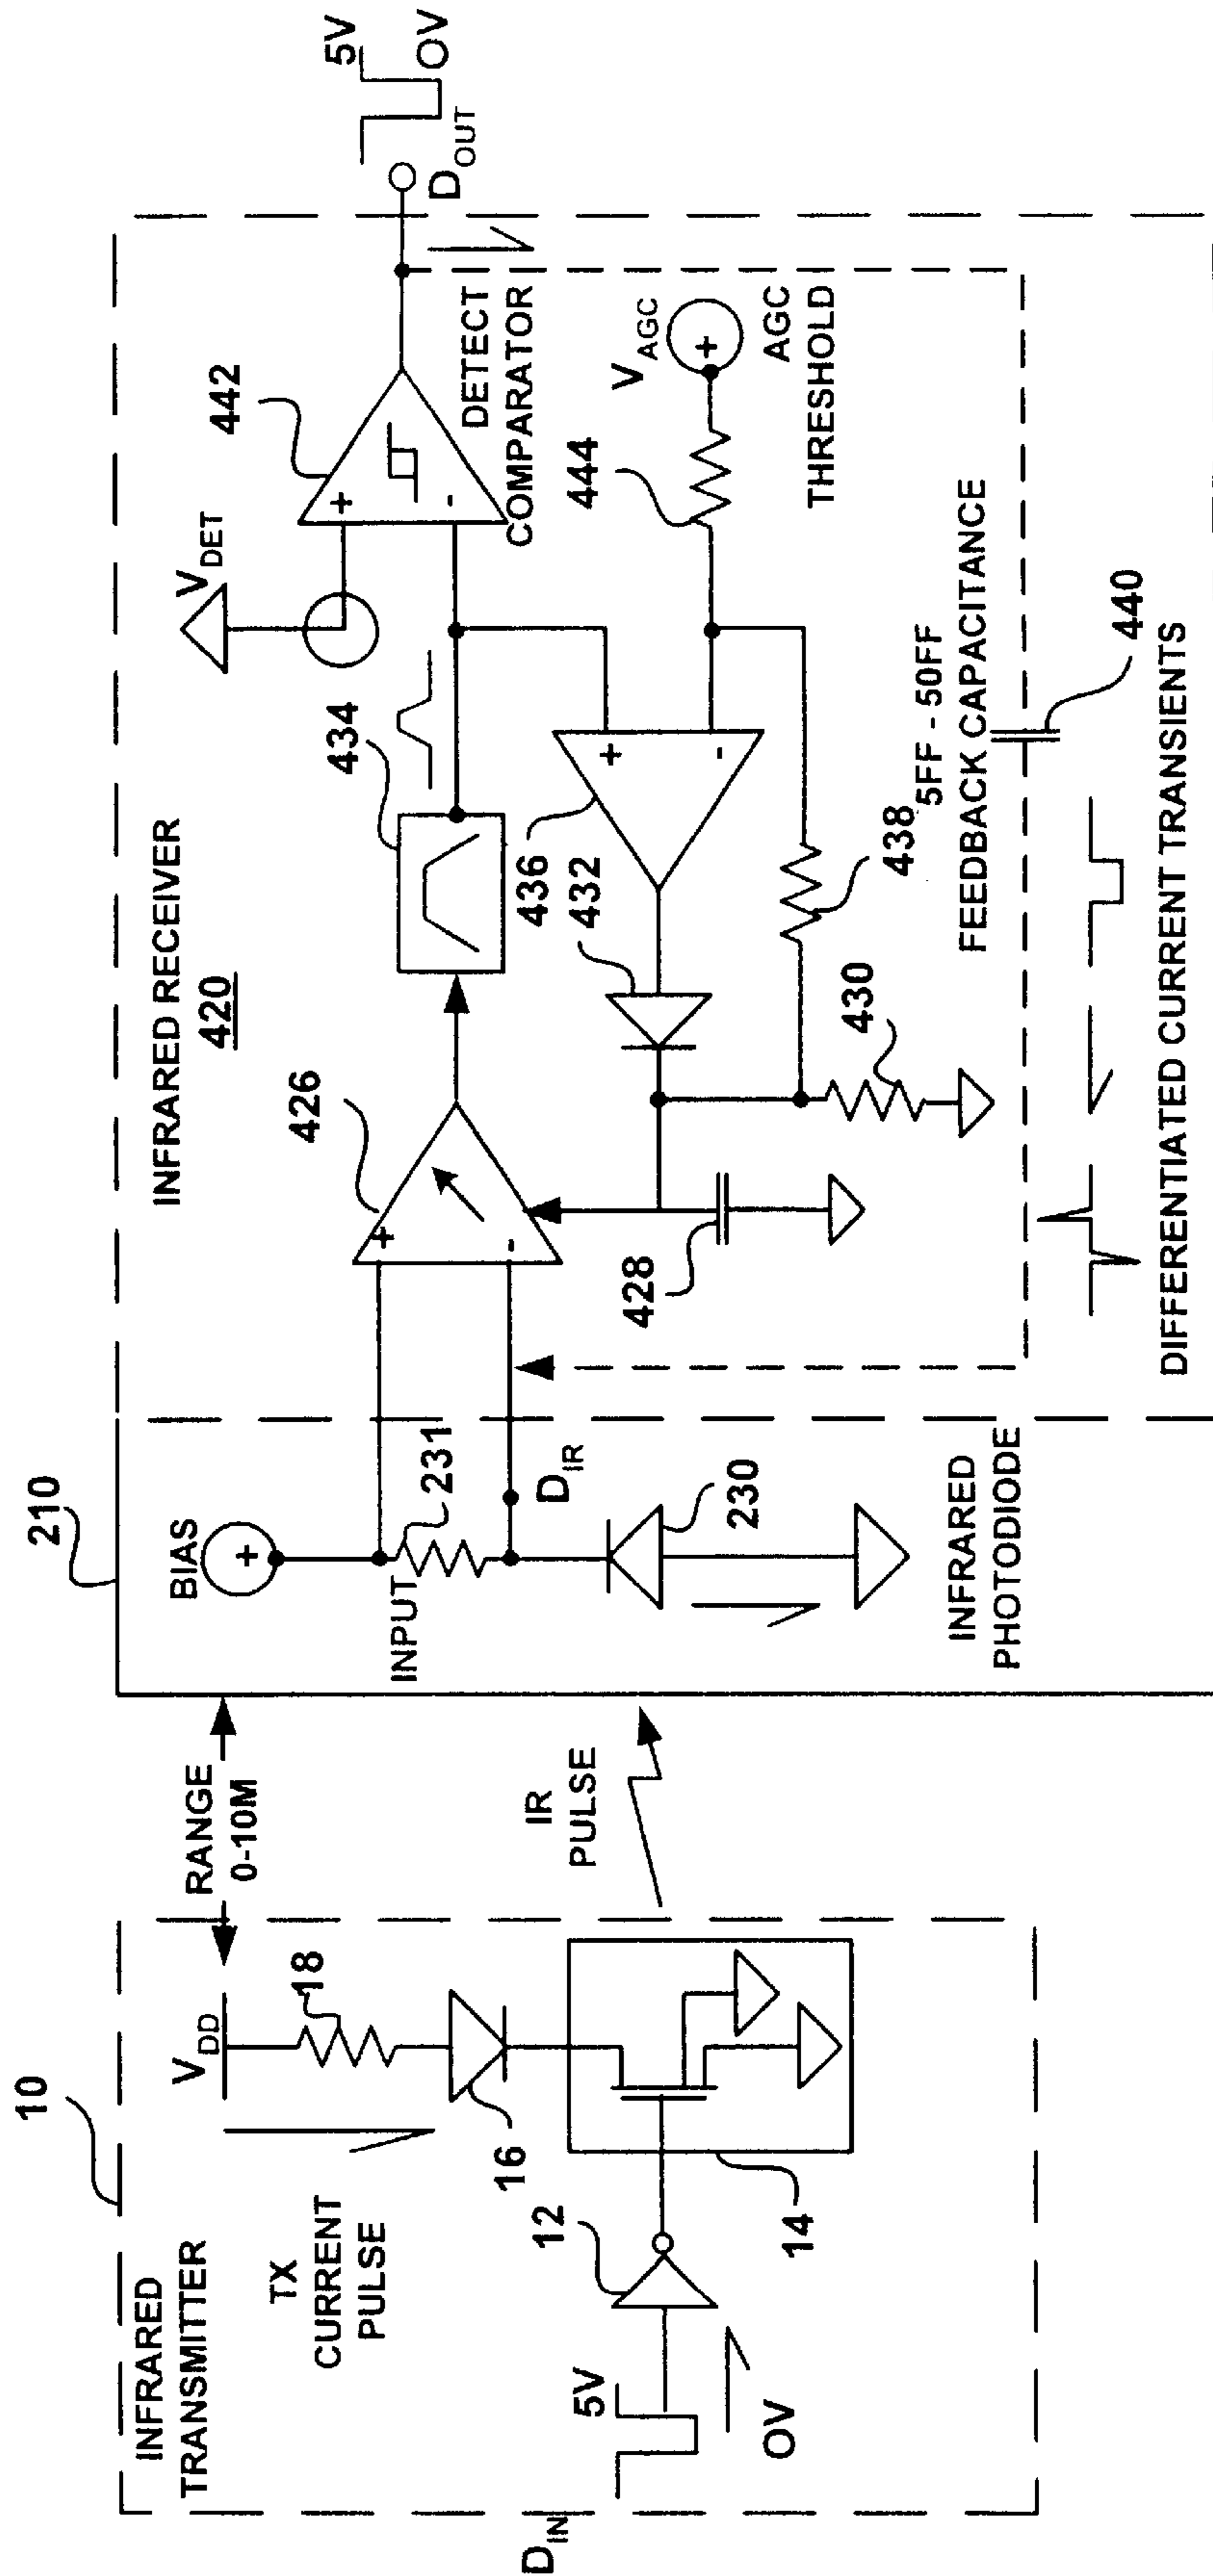 10
INFRARED
TRANSMITTER
D_IN
5V
0V
12
14
16
18
V_DD
TX
CURRENT
PULSE
RANGE
0-10M
IR
PULSE
210
BIAS
+
INPUT
231
D_IR
230
INFRARED
PHOTODIODE
INFRARED RECEIVER
420
426
+
-
428
430
432
434
436
+
-
438
V_DET
442
+
-
DETECT
COMPARATOR
444
V_AGC
+
AGC
THRESHOLD
5FF - 50FF
FEEDBACK CAPACITANCE
440
DIFFERENTIATED CURRENT TRANSIENTS
D_OUT
5V
0V